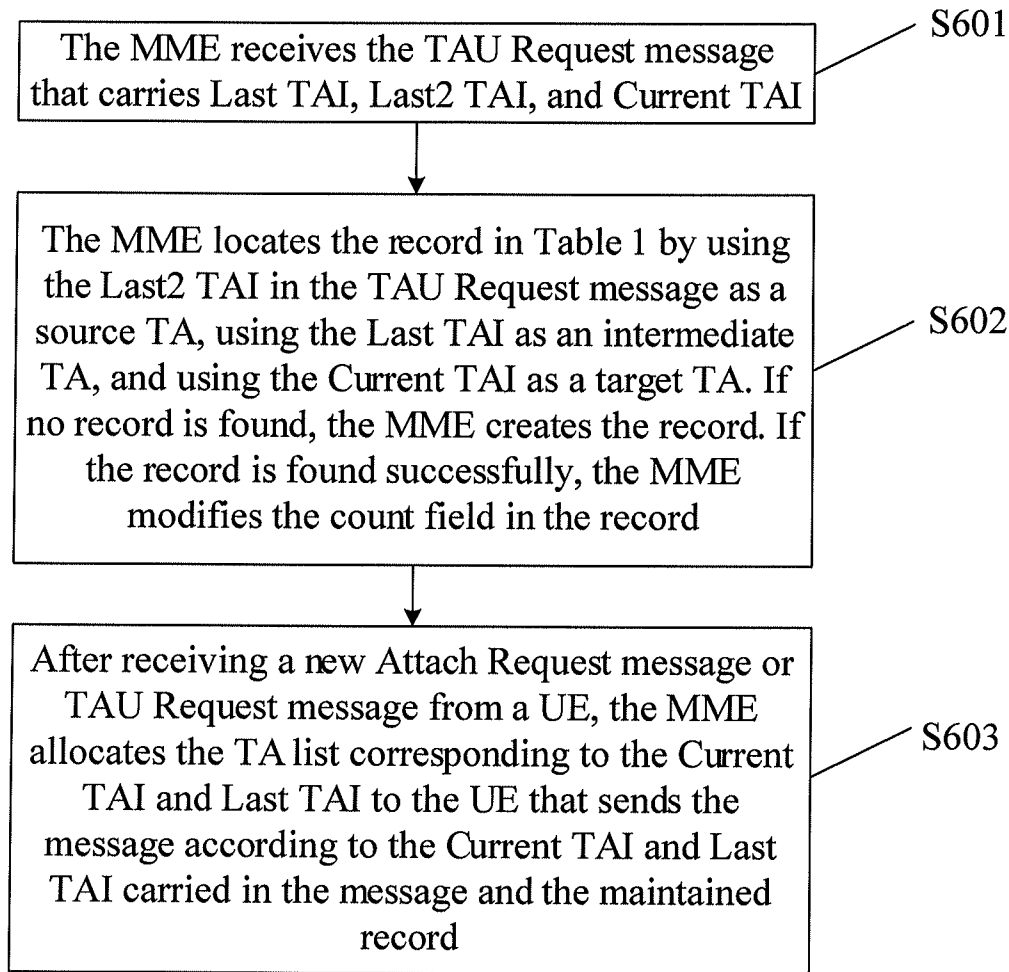 The MME receives the TAU Request message
that carries Last TAI, Last2 TAI, and Current TAI
S601
The MME locates the record in Table 1 by using
the Last2 TAI in the TAU Request message as a
source TA, using the Last TAI as an intermediate
TA, and using the Current TAI as a target TA. If
no record is found, the MME creates the record. If
the record is found successfully, the MME
modifies the count field in the record
S602
After receiving a new Attach Request message or
TAU Request message from a UE, the MME
allocates the TA list corresponding to the Current
TAI and Last TAI to the UE that sends the
message according to the Current TAI and Last
TAI carried in the message and the maintained
record
S603